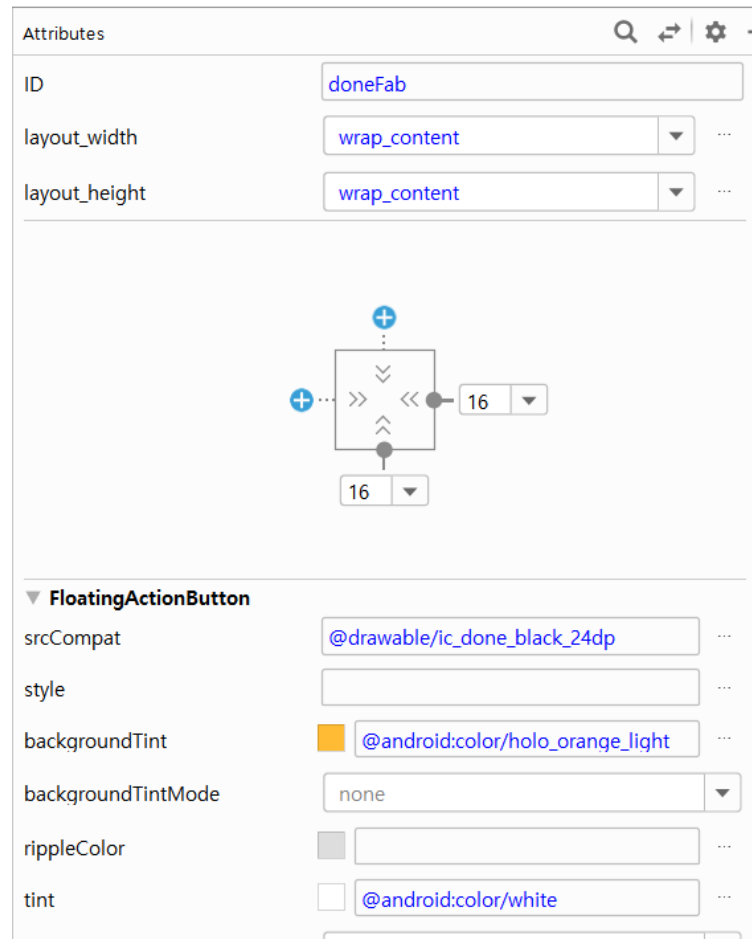 Attributes
ID doneFab
layout_width wrap_content
layout_height wrap_content
16
16
FloatingActionButton
srcCompat @drawable/ic_done_black_24dp
style
backgroundTint @android:color/holo_orange_light
backgroundTintMode none
rippleColor
tint @android:color/white